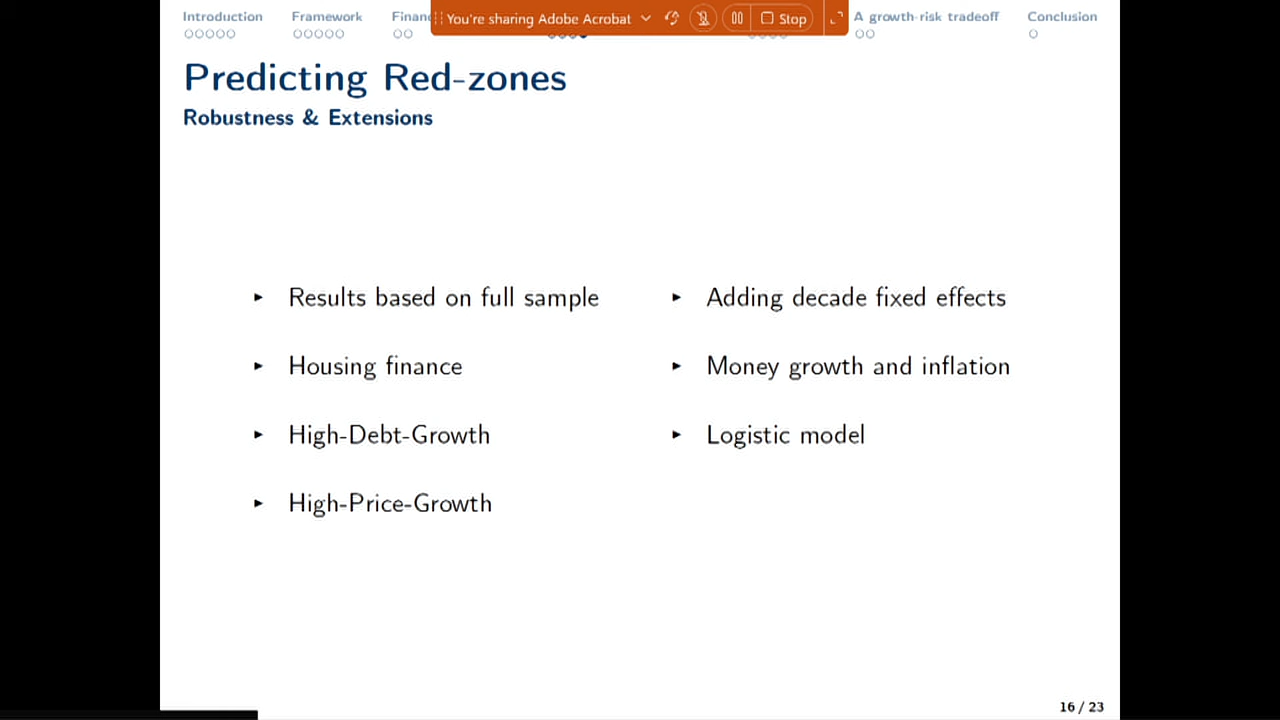 Introduction
Framework
Financ
You're sharing Adobe Acrobat
Stop
A growth-risk tradeoff
Conclusion
Predicting Red-zones
Robustness & Extensions
Results based on full sample
Housing finance
High-Debt-Growth
High-Price-Growth
Adding decade fixed effects
Money growth and inflation
Logistic model
16 / 23